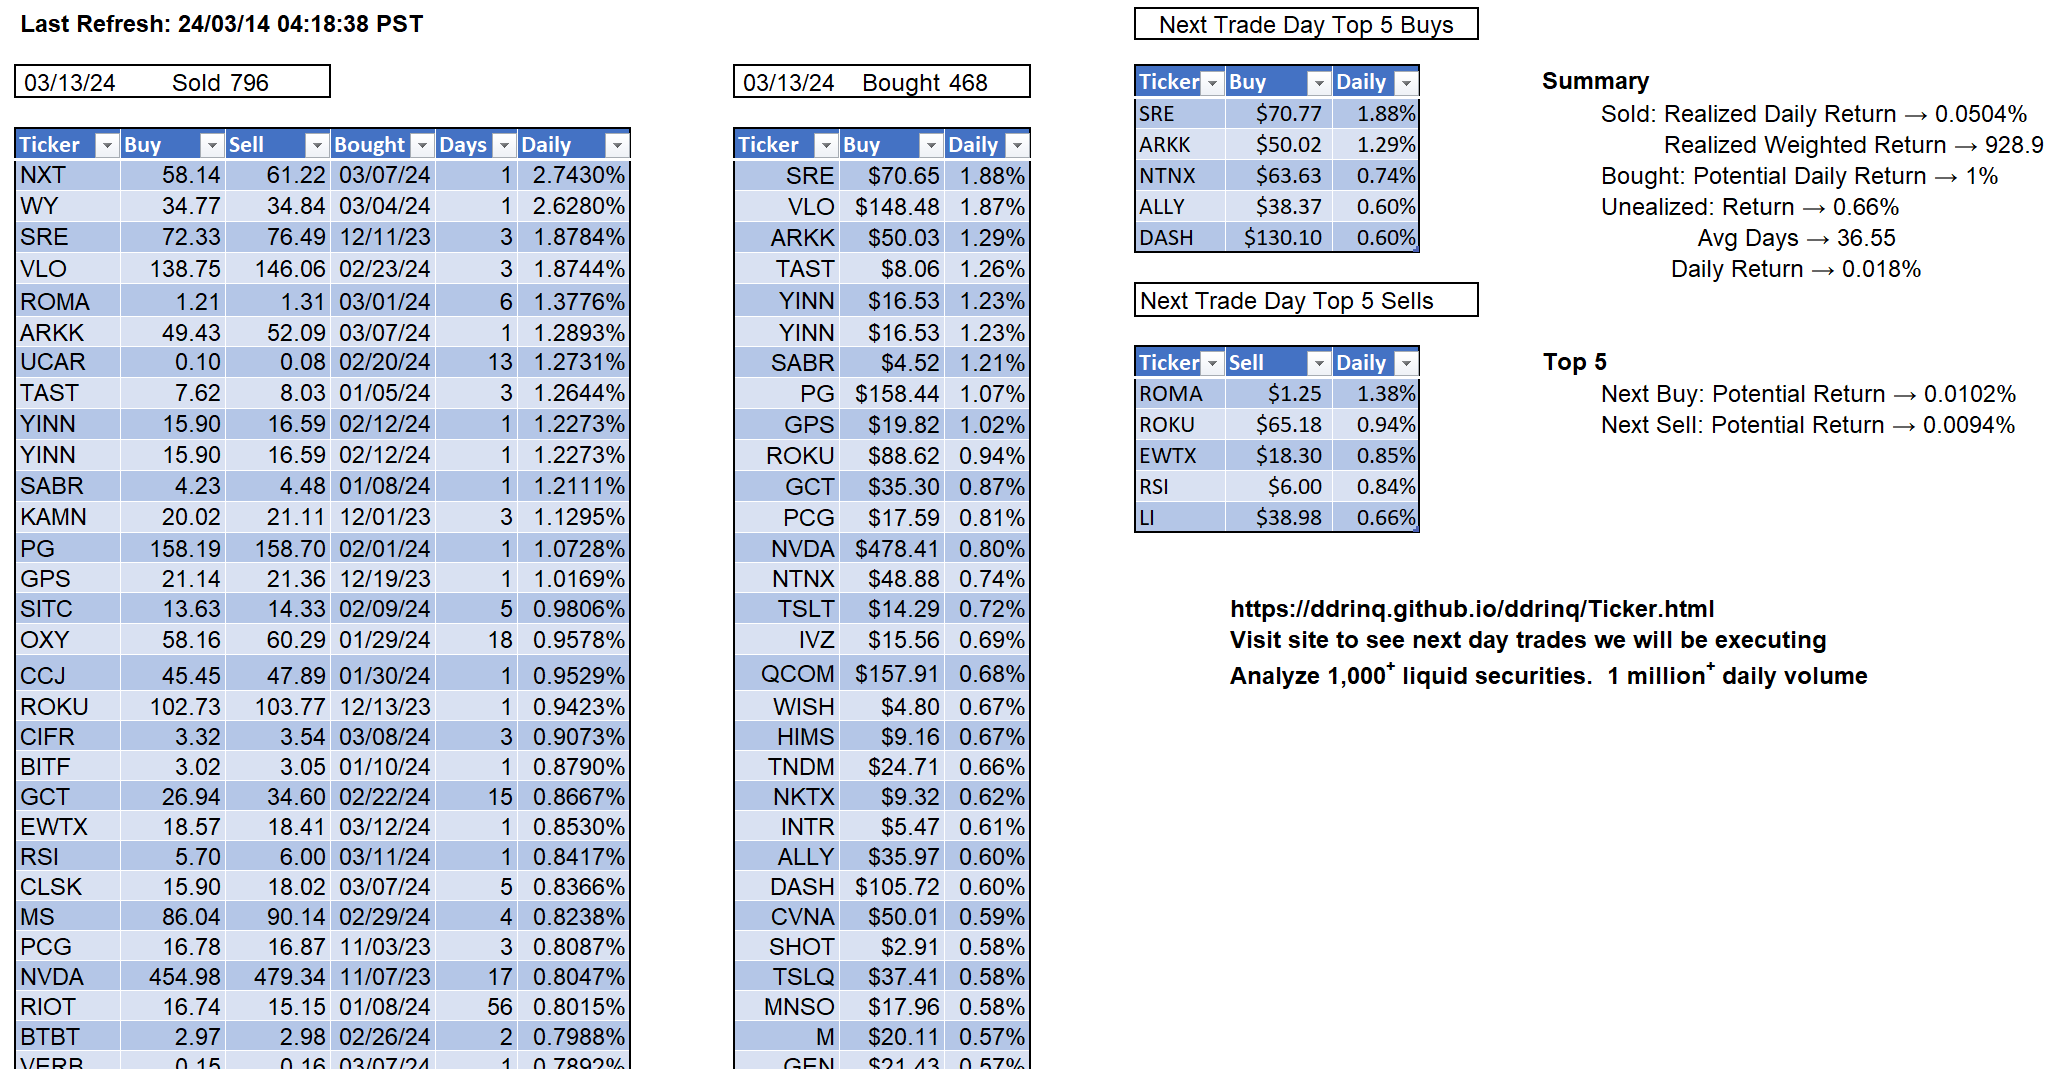 Last Refresh: 24/03/14 04:18:38 PST
03/13/24 Sold 796
Ticker Buy Sell Bought Days Daily
NXT 58.14 61.22 03/07/24 1 2.7430%
WY 34.77 34.84 03/04/24 1 2.6280%
SRE 72.33 76.49 12/11/23 3 1.8784%
VLO 138.75 146.06 02/23/24 3 1.8744%
ROMA 1.21 1.31 03/01/24 6 1.3776%
ARKK 49.43 52.09 03/07/24 1 1.2893%
UCAR 0.10 0.08 02/20/24 13 1.2731%
TAST 7.62 8.03 01/05/24 3 1.2644%
YINN 15.90 16.59 02/12/24 1 1.2273%
YINN 15.90 16.59 02/12/24 1 1.2273%
SABR 4.23 4.48 01/08/24 1 1.2111%
KAMN 20.02 21.11 12/01/23 3 1.1295%
PG 158.19 158.70 02/01/24 1 1.0728%
GPS 21.14 21.36 12/19/23 1 1.0169%
SITC 13.63 14.33 02/09/24 5 0.9806%
OXY 58.16 60.29 01/29/24 18 0.9578%
CCJ 45.45 47.89 01/30/24 1 0.9529%
ROKU 102.73 103.77 12/13/23 1 0.9423%
CIFR 3.32 3.54 03/08/24 3 0.9073%
BITF 3.02 3.05 01/10/24 1 0.8790%
GCT 26.94 34.60 02/22/24 15 0.8667%
EWTX 18.57 18.41 03/12/24 1 0.8530%
RSI 5.70 6.00 03/11/24 1 0.8417%
CLSK 15.90 18.02 03/07/24 5 0.8366%
MS 86.04 90.14 02/29/24 4 0.8238%
PCG 16.78 16.87 11/03/23 3 0.8087%
NVDA 454.98 479.34 11/07/23 17 0.8047%
RIOT 16.74 15.15 01/08/24 56 0.8015%
BTBT 2.97 2.98 02/26/24 2 0.7988%
VERB 0.15 0.16 03/07/24 1 0.7892%
03/13/24 Bought 468
Ticker Buy Daily
SRE $70.65 1.88%
VLO $148.48 1.87%
ARKK $50.03 1.29%
TAST $8.06 1.26%
YINN $16.53 1.23%
YINN $16.53 1.23%
SABR $4.52 1.21%
PG $158.44 1.07%
GPS $19.82 1.02%
ROKU $88.62 0.94%
GCT $35.30 0.87%
PCG $17.59 0.81%
NVDA $478.41 0.80%
NTNX $48.88 0.74%
TSLT $14.29 0.72%
IVZ $15.56 0.69%
QCOM $157.91 0.68%
WISH $4.80 0.67%
HIMS $9.16 0.67%
TNDM $24.71 0.66%
NKTX $9.32 0.62%
INTR $5.47 0.61%
ALLY $35.97 0.60%
DASH $105.72 0.60%
CVNA $50.01 0.59%
SHOT $2.91 0.58%
TSLQ $37.41 0.58%
MNSO $17.96 0.58%
M $20.11 0.57%
GEN $21.43 0.57%
Next Trade Day Top 5 Buys
Ticker Buy Daily
SRE $70.77 1.88%
ARKK $50.02 1.29%
NTNX $63.63 0.74%
ALLY $38.37 0.60%
DASH $130.10 0.60%
Next Trade Day Top 5 Sells
Ticker Sell Daily
ROMA $1.25 1.38%
ROKU $65.18 0.94%
EWTX $18.30 0.85%
RSI $6.00 0.84%
LI $38.98 0.66%
Summary
Sold: Realized Daily Return → 0.0504%
Realized Weighted Return → 928.9
Bought: Potential Daily Return → 1%
Unealized: Return → 0.66%
Avg Days → 36.55
Daily Return → 0.018%
Top 5
Next Buy: Potential Return → 0.0102%
Next Sell: Potential Return → 0.0094%
https://ddrinq.github.io/ddrinq/Ticker.html
Visit site to see next day trades we will be executing
Analyze 1,000+ liquid securities. 1 million+ daily volume